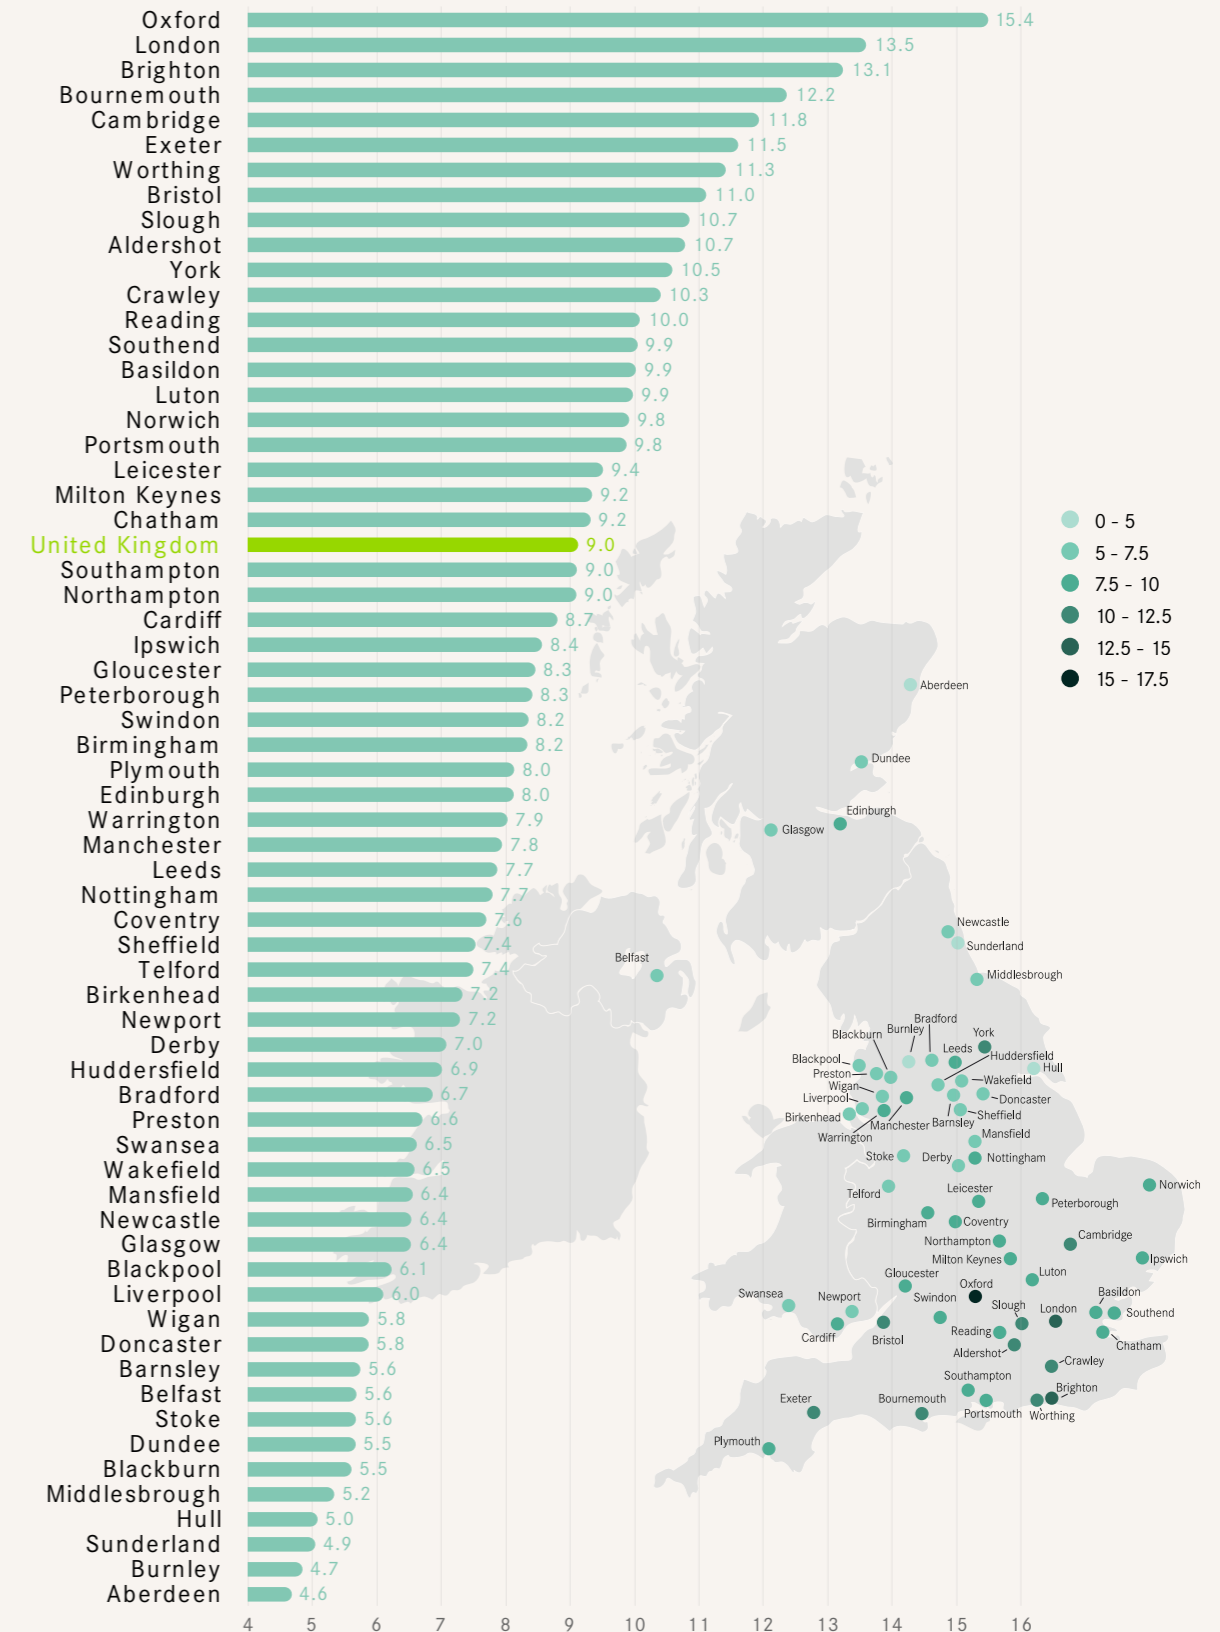 Oxford 15.4
London 13.5
Brighton 13.1
Bournemouth 12.2
Cambridge 11.8
Exeter 11.5
Worthing 11.3
Bristol 11.0
Slough 10.7
Aldershot 10.7
York 10.5
Crawley 10.3
Reading 10.0
Southend 9.9
Basildon 9.9
Luton 9.9
Norwich 9.8
Portsmouth 9.8
Leicester 9.4
Milton Keynes 9.2
Chatham 9.2
United Kingdom 9.0
Southampton 9.0
Northampton 9.0
Cardiff 8.7
Ipswich 8.4
Gloucester 8.3
Peterborough 8.3
Swindon 8.2
Birmingham 8.2
Plymouth 8.0
Edinburgh 8.0
Warrington 7.9
Manchester 7.8
Leeds 7.7
Nottingham 7.7
Coventry 7.6
Sheffield 7.4
Telford 7.4
Birkenhead 7.2
Newport 7.2
Derby 7.0
Huddersfield 6.9
Bradford 6.7
Preston 6.6
Swansea 6.5
Wakefield 6.5
Mansfield 6.4
Newcastle 6.4
Glasgow 6.4
Blackpool 6.1
Liverpool 6.0
Wigan 5.8
Doncaster 5.8
Barnsley 5.6
Belfast 5.6
Stoke 5.6
Dundee 5.5
Blackburn 5.5
Middlesbrough 5.2
Hull 5.0
Sunderland 4.9
Burnley 4.7
Aberdeen 4.6
4 5 6 7 8 9 10 11 12 13 14 15 16
0 - 5
5 - 7.5
7.5 - 10
10 - 12.5
12.5 - 15
15 - 17.5
Aberdeen
Dundee
Edinburgh
Glasgow
Newcastle
Sunderland
Belfast
Middlesbrough
Bradford
Burnley
Blackburn
York
Leeds
Huddersfield
Blackpool
Hull
Preston
Wakefield
Wigan
Liverpool
Doncaster
Birkenhead
Sheffield
Barnsley
Manchester
Warrington
Mansfield
Stoke
Derby
Nottingham
Norwich
Telford
Leicester
Peterborough
Birmingham
Coventry
Cambridge
Northampton
Milton Keynes
Ipswich
Gloucester
Luton
Oxford
Swansea
Newport
Swindon
Slough
London
Basildon
Southend
Cardiff
Bristol
Reading
Chatham
Aldershot
Crawley
Southampton
Brighton
Exeter
Bournemouth
Portsmouth
Worthing
Plymouth